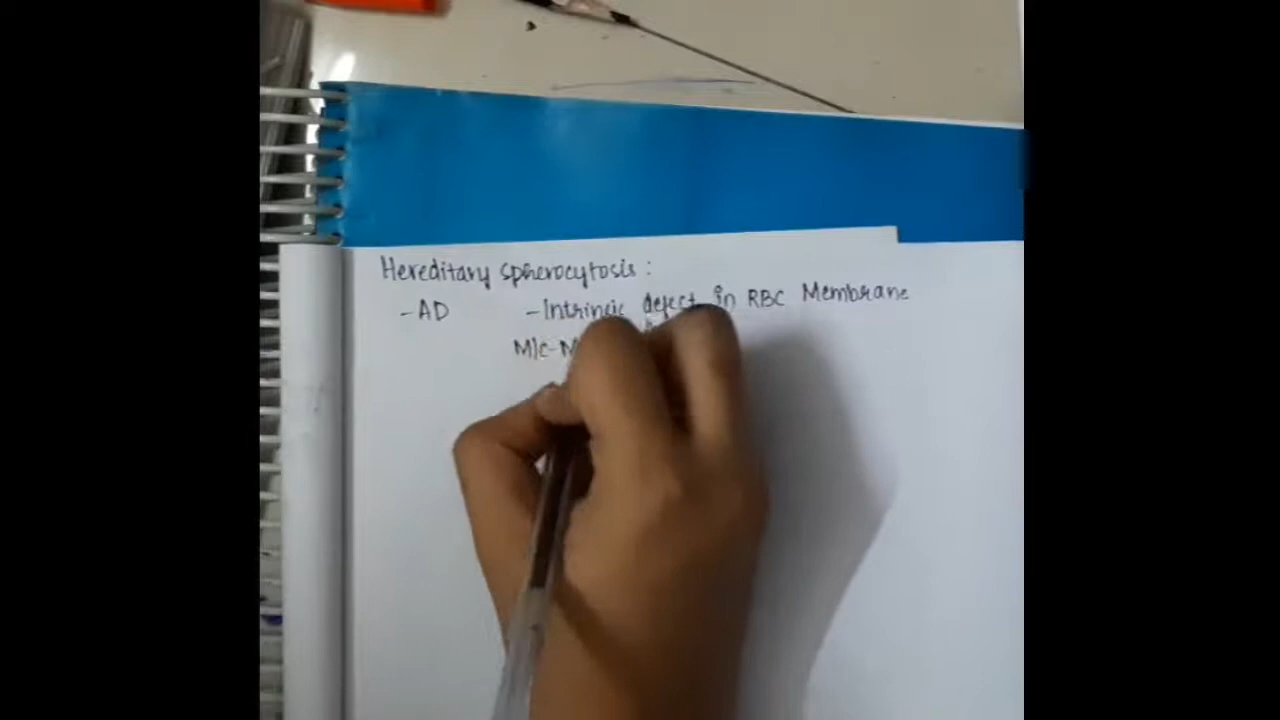 Hereditary spherocytosis :
- AD - Intrinsic defect in RBC Membrane
M/c-